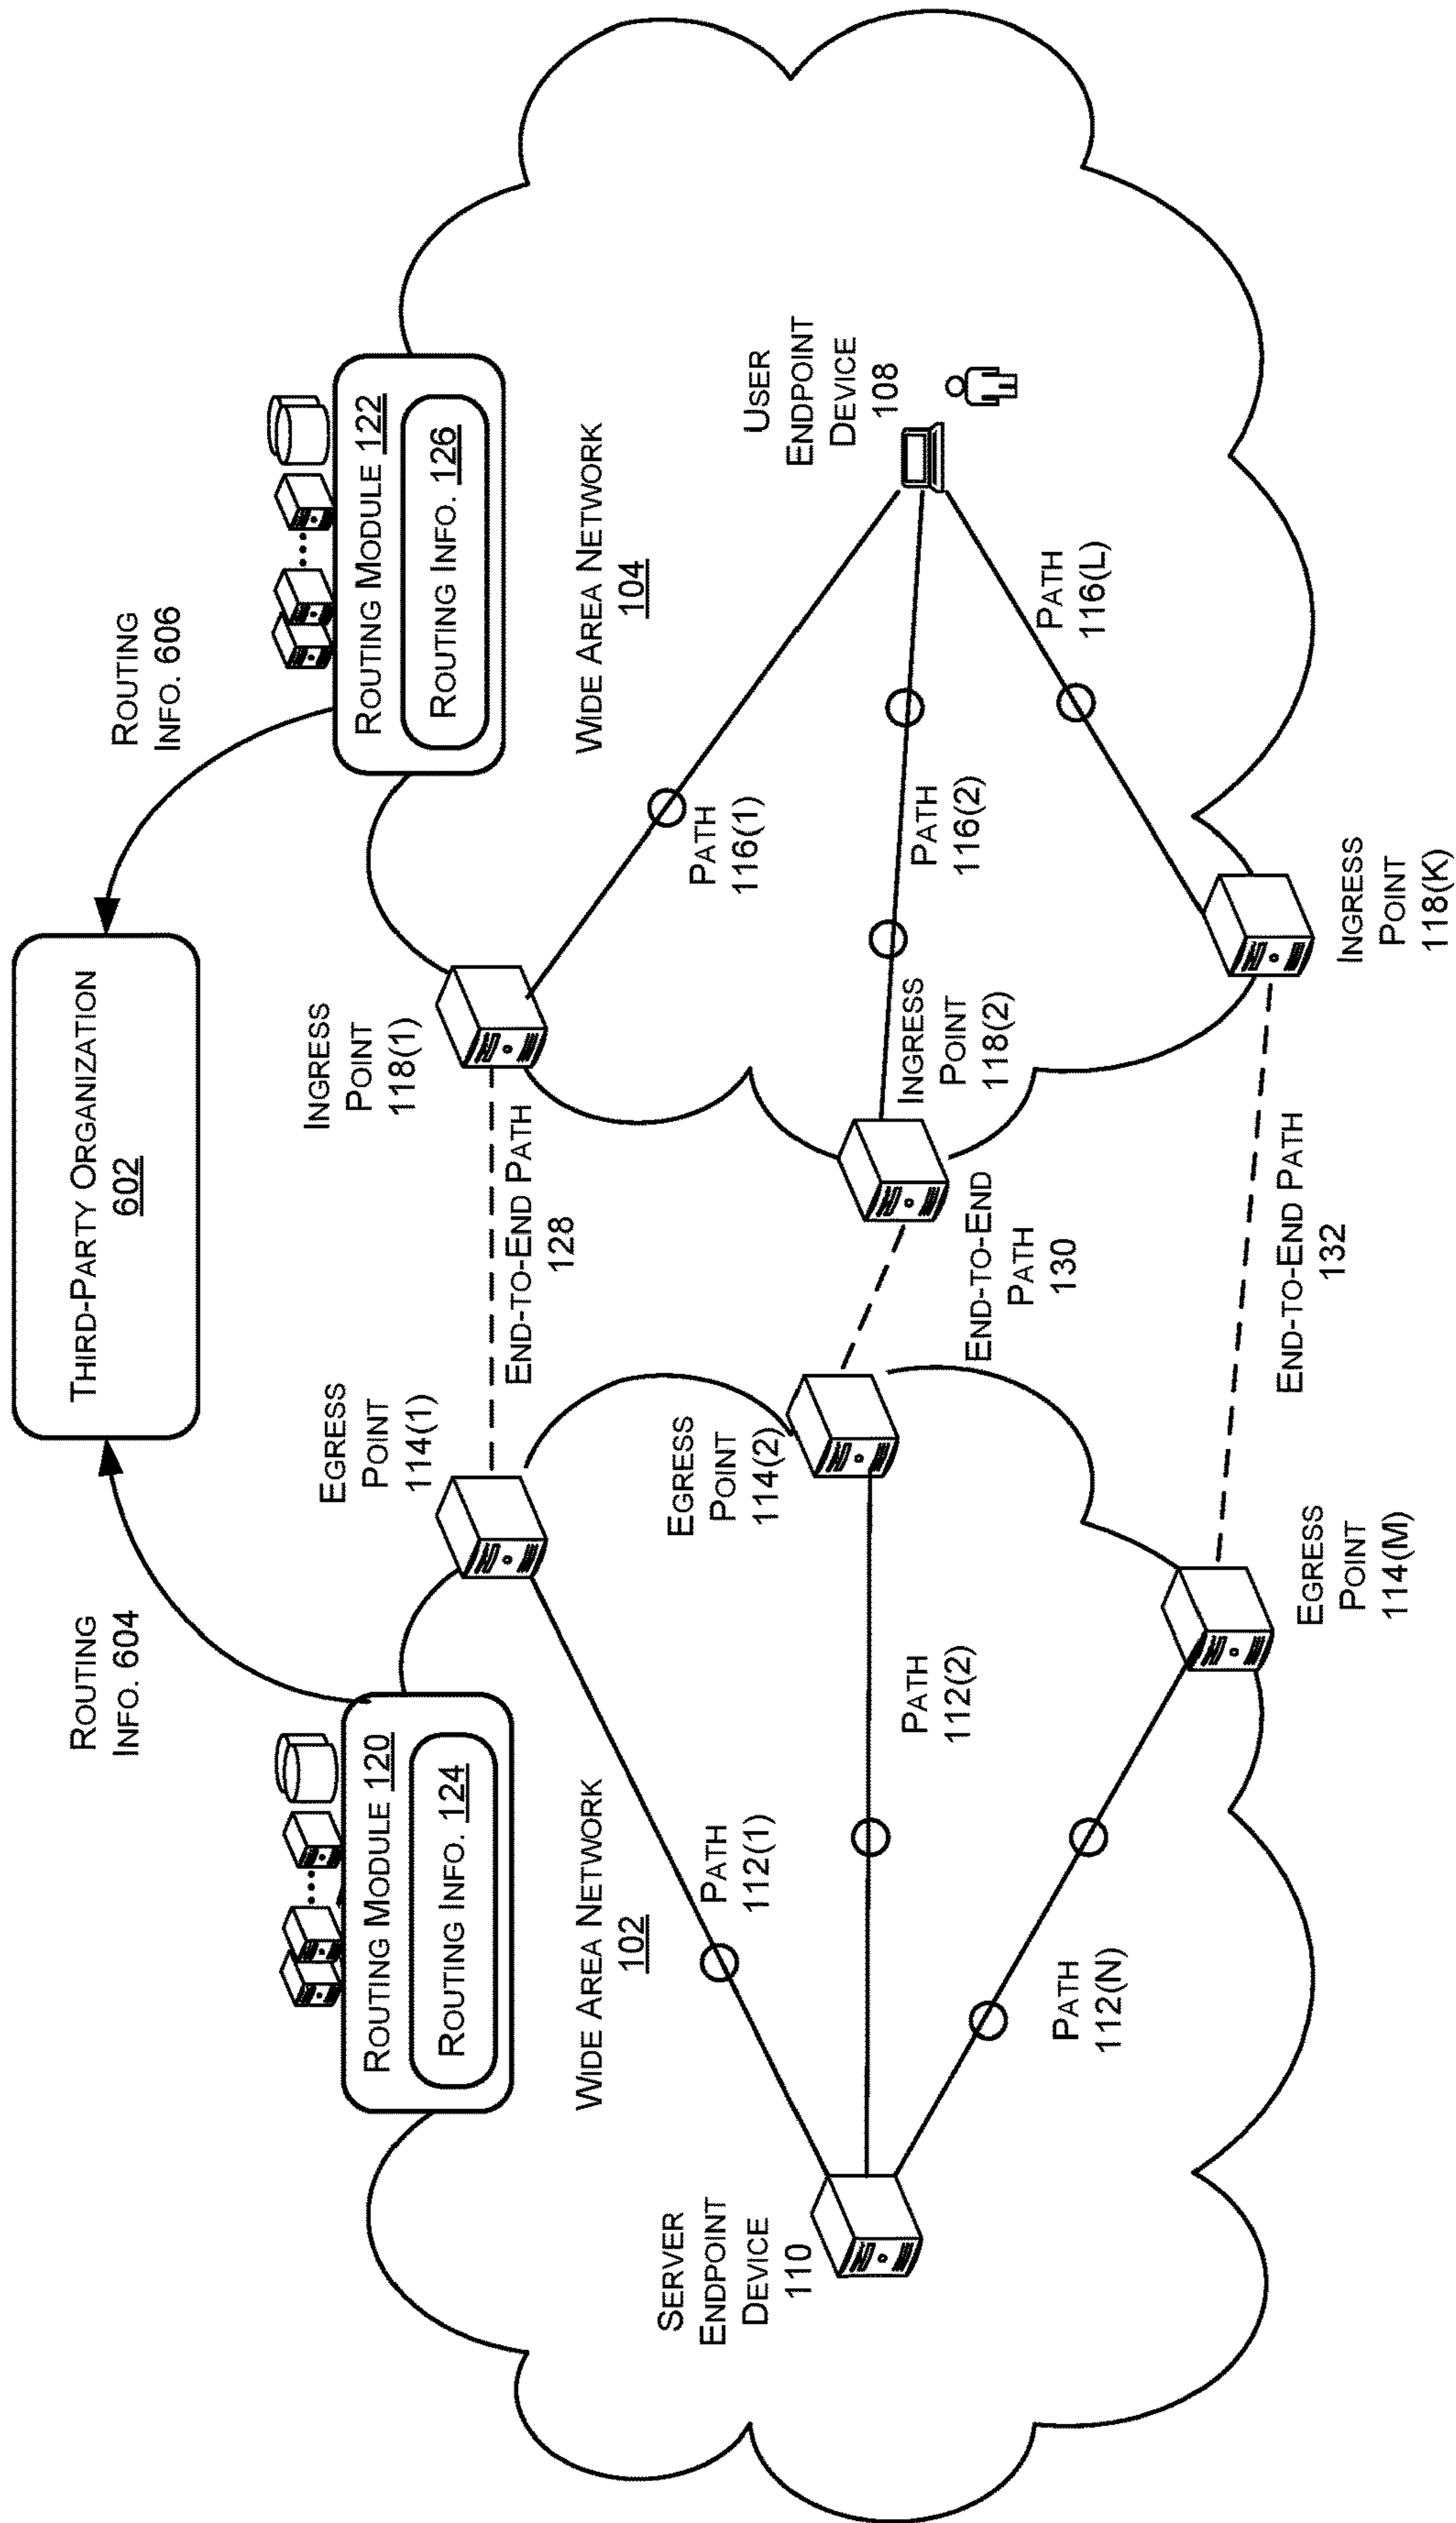 THIRD-PARTY ORGANIZATION
602
ROUTING
INFO. 604
ROUTING
INFO. 606
ROUTING MODULE 120
ROUTING INFO. 124
ROUTING MODULE 122
ROUTING INFO. 126
WIDE AREA NETWORK
102
WIDE AREA NETWORK
104
EGRESS
POINT
114(1)
INGRESS
POINT
118(1)
END-TO-END PATH
128
SERVER
ENDPOINT
DEVICE
110
PATH
112(1)
EGRESS
POINT
114(2)
PATH
116(1)
USER
ENDPOINT
DEVICE
108
PATH
112(2)
END-TO-END
PATH
130
INGRESS
POINT
118(2)
PATH
116(2)
PATH
112(N)
PATH
116(L)
EGRESS
POINT
114(M)
END-TO-END PATH
132
INGRESS
POINT
118(K)